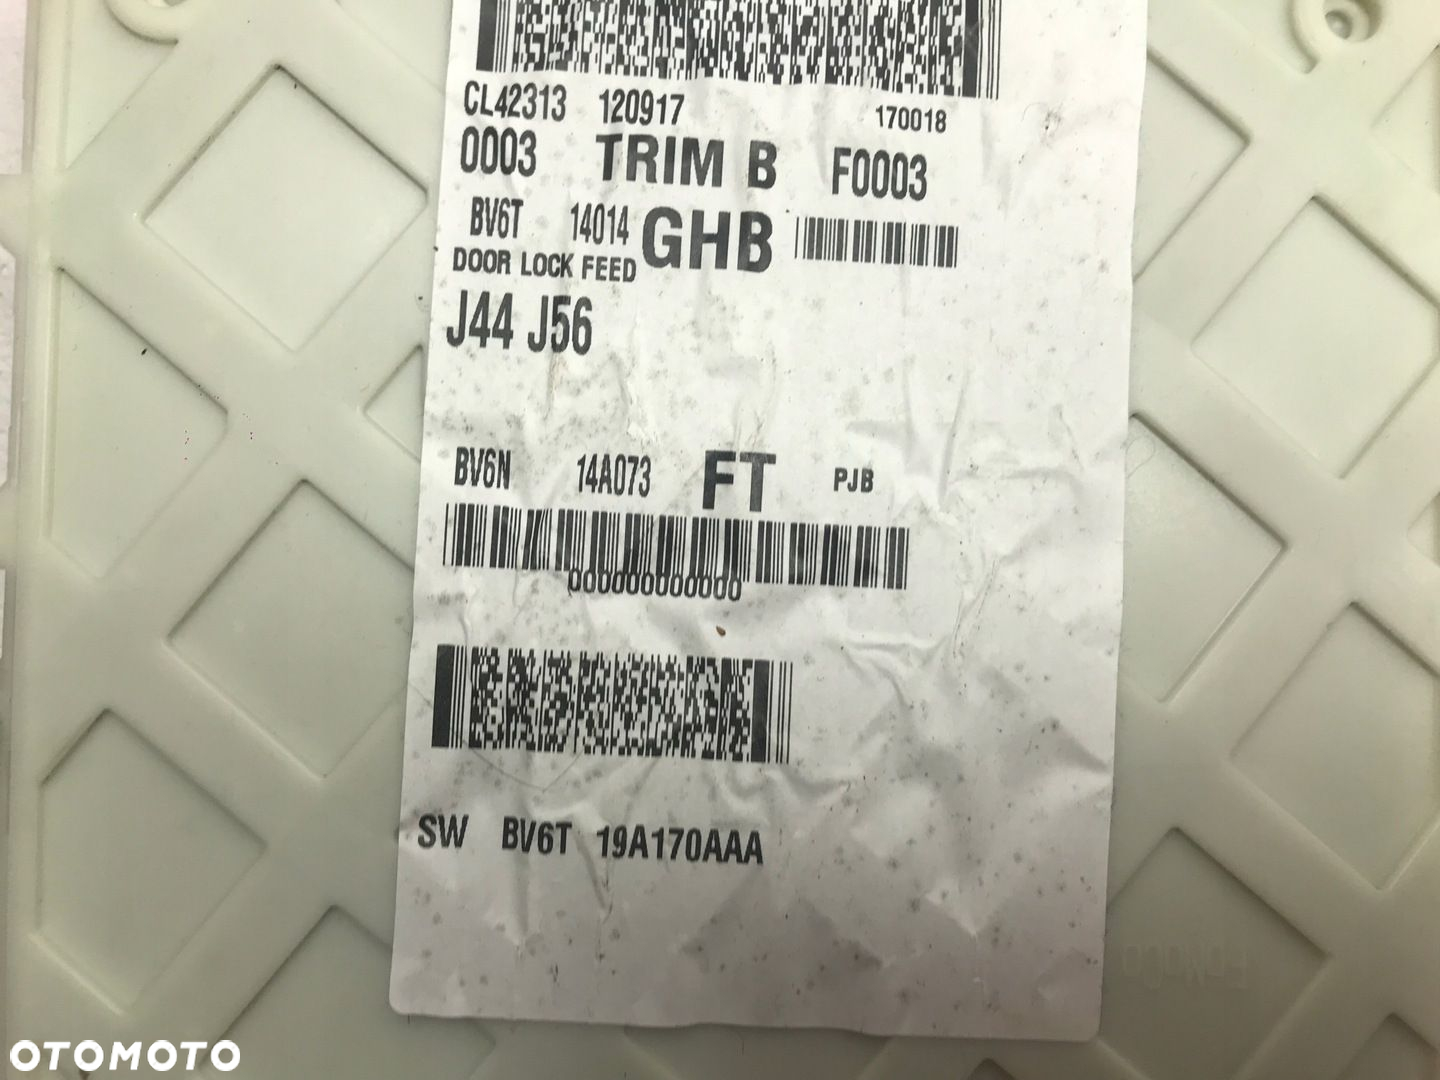 CL42313 120917 170018
0003 TRIM B F0003
BV6T 14014 GHB
DOOR LOCK FEED
J44 J56
BV6N 14A073 FT PJB
000000000000
SW BV6T 19A170AAA
OTOMOTO